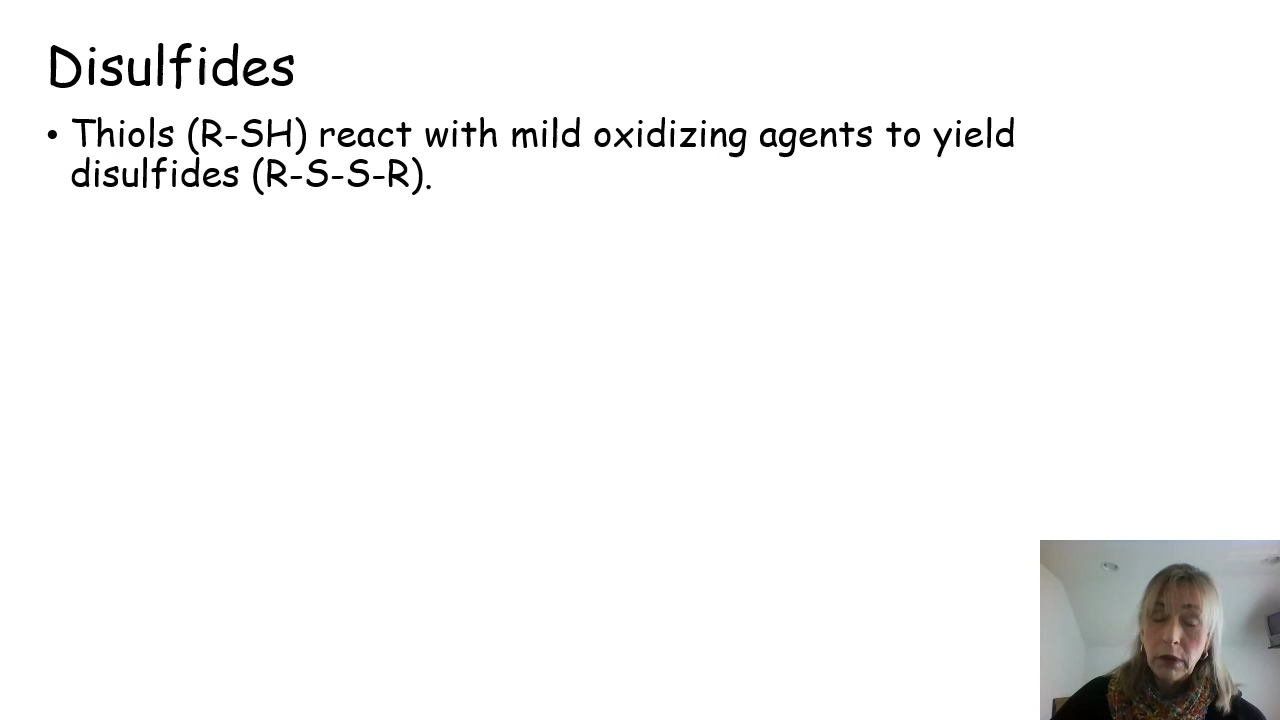 Disulfides
• Thiols (R-SH) react with mild oxidizing agents to yield
disulfides (R-S-S-R).